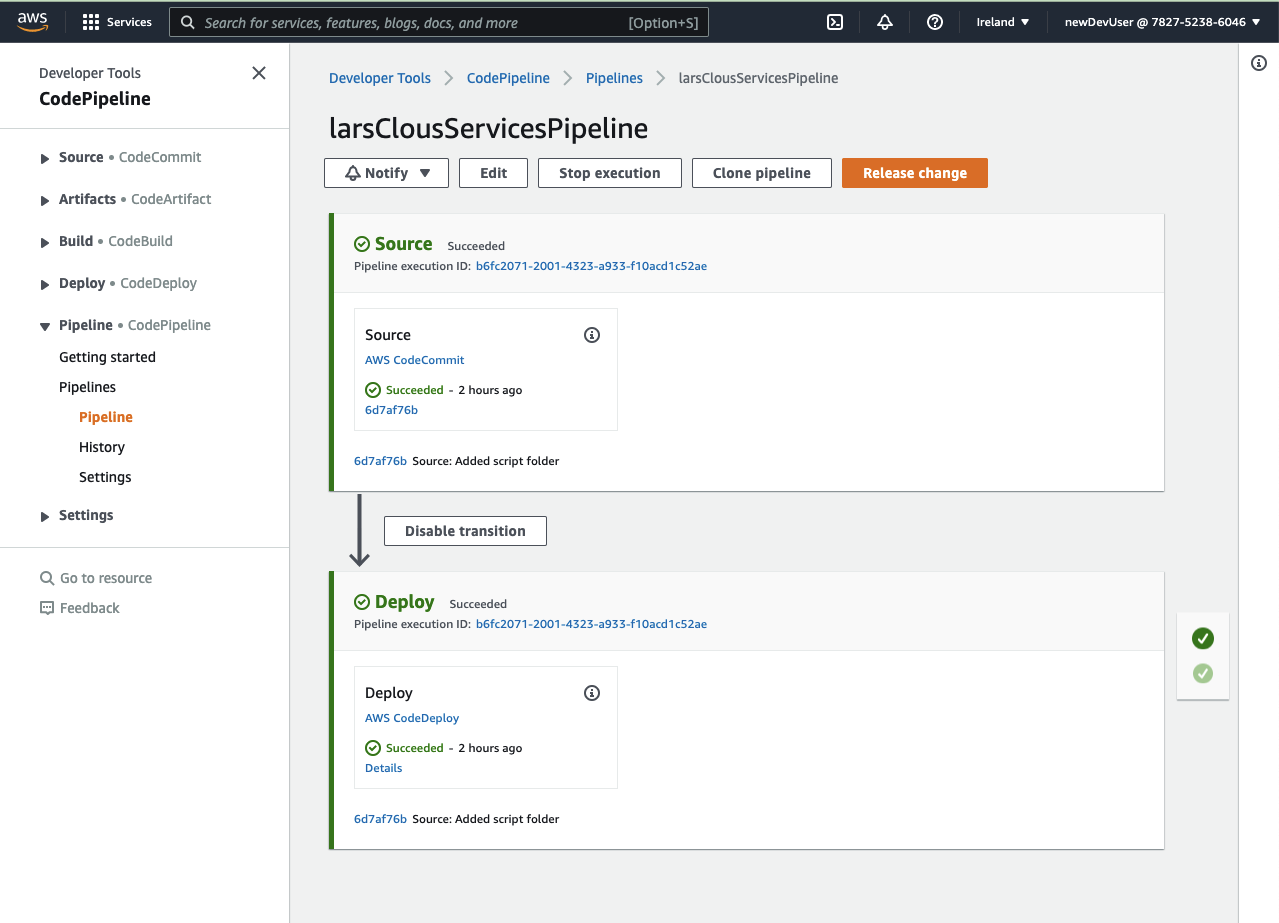 aws
Services
Search for services, features, blogs, docs, and more [Option+S]
Ireland ▼
newDevUser @ 7827-5238-6046 ▼
Developer Tools
CodePipeline
Source • CodeCommit
Artifacts • CodeArtifact
Build • CodeBuild
Deploy • CodeDeploy
Pipeline • CodePipeline
Getting started
Pipelines
Pipeline
History
Settings
Settings
Go to resource
Feedback
Developer Tools > CodePipeline > Pipelines > larsClousServicesPipeline
larsClousServicesPipeline
Notify ▼ Edit Stop execution Clone pipeline Release change
Source Succeeded
Pipeline execution ID: b6fc2071-2001-4323-a933-f10acd1c52ae
Source
AWS CodeCommit
Succeeded - 2 hours ago
6d7af76b
6d7af76b Source: Added script folder
Disable transition
Deploy Succeeded
Pipeline execution ID: b6fc2071-2001-4323-a933-f10acd1c52ae
Deploy
AWS CodeDeploy
Succeeded - 2 hours ago
Details
6d7af76b Source: Added script folder